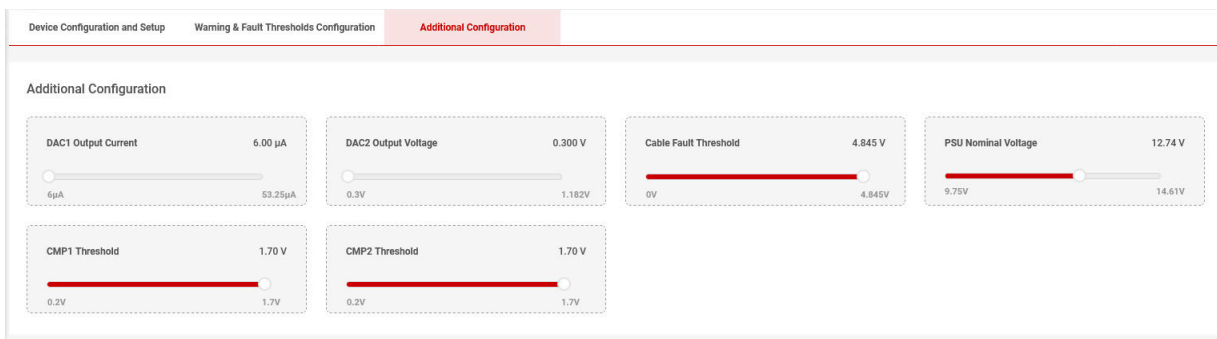 Device Configuration and Setup Warning & Fault Thresholds Configuration Additional Configuration
Additional Configuration
DAC1 Output Current 6.00 µA
6µA 53.25µA
DAC2 Output Voltage 0.300 V
0.3V 1.182V
Cable Fault Threshold 4.845 V
0V 4.845V
PSU Nominal Voltage 12.74 V
9.75V 14.61V
CMP1 Threshold 1.70 V
0.2V 1.7V
CMP2 Threshold 1.70 V
0.2V 1.7V